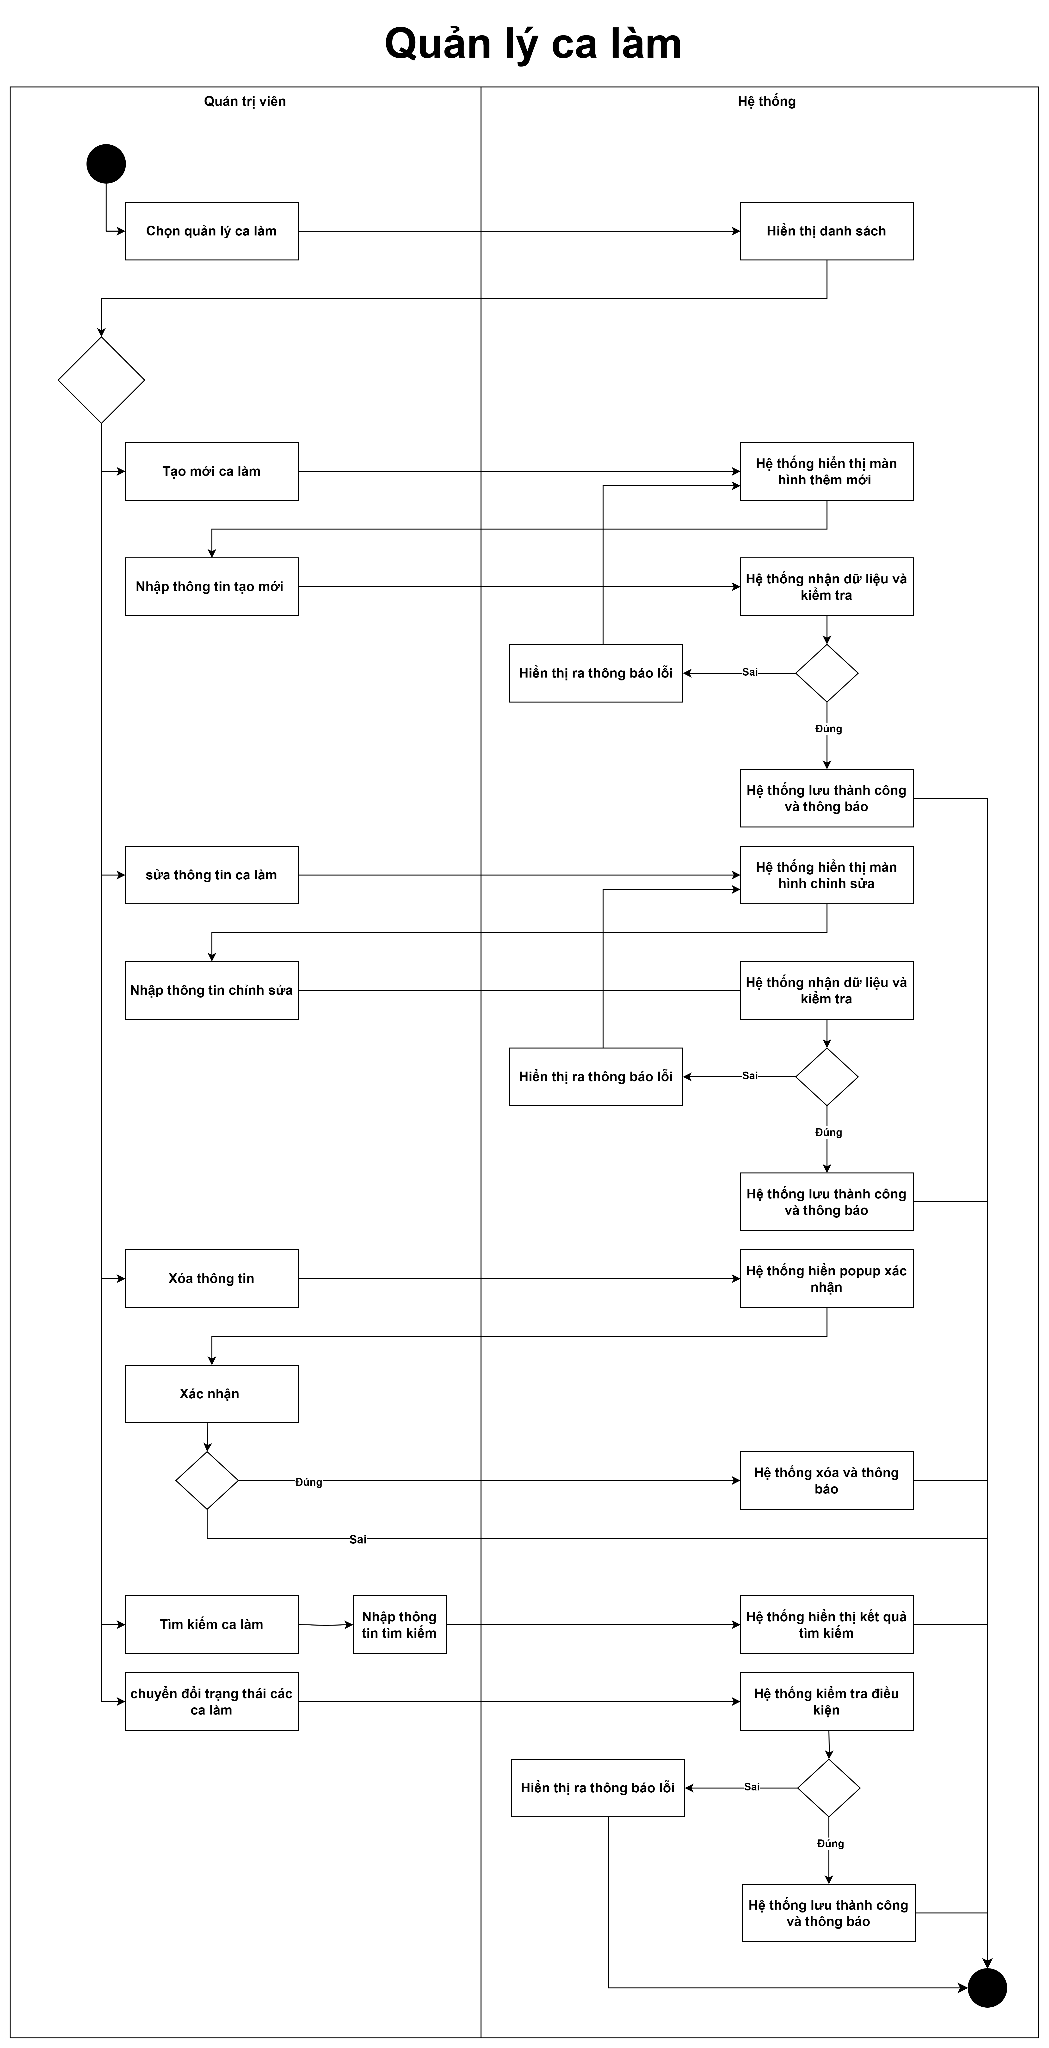 Quản lý ca làm
Quản trị viên
Hệ thống
Chọn quản lý ca làm
Hiển thị danh sách
Tạo mới ca làm
Hệ thống hiển thị màn
hình thêm mới
Nhập thông tin tạo mới
Hệ thống nhận dữ liệu và
kiểm tra
Hiển thị ra thông báo lỗi
Sai
Đúng
Hệ thống lưu thành công
và thông báo
sửa thông tin ca làm
Hệ thống hiển thị màn
hình chỉnh sửa
Nhập thông tin chỉnh sửa
Hệ thống nhận dữ liệu và
kiểm tra
Hiển thị ra thông báo lỗi
Sai
Đúng
Hệ thống lưu thành công
và thông báo
Xóa thông tin
Hệ thống hiển popup xác
nhận
Xác nhận
Đúng
Hệ thống xóa và thông
báo
Sai
Tìm kiếm ca làm
Nhập thông
tin tìm kiếm
Hệ thống hiển thị kết quả
tìm kiếm
chuyển đổi trạng thái các
ca làm
Hệ thống kiểm tra điều
kiện
Hiển thị ra thông báo lỗi
Sai
Đúng
Hệ thống lưu thành công
và thông báo